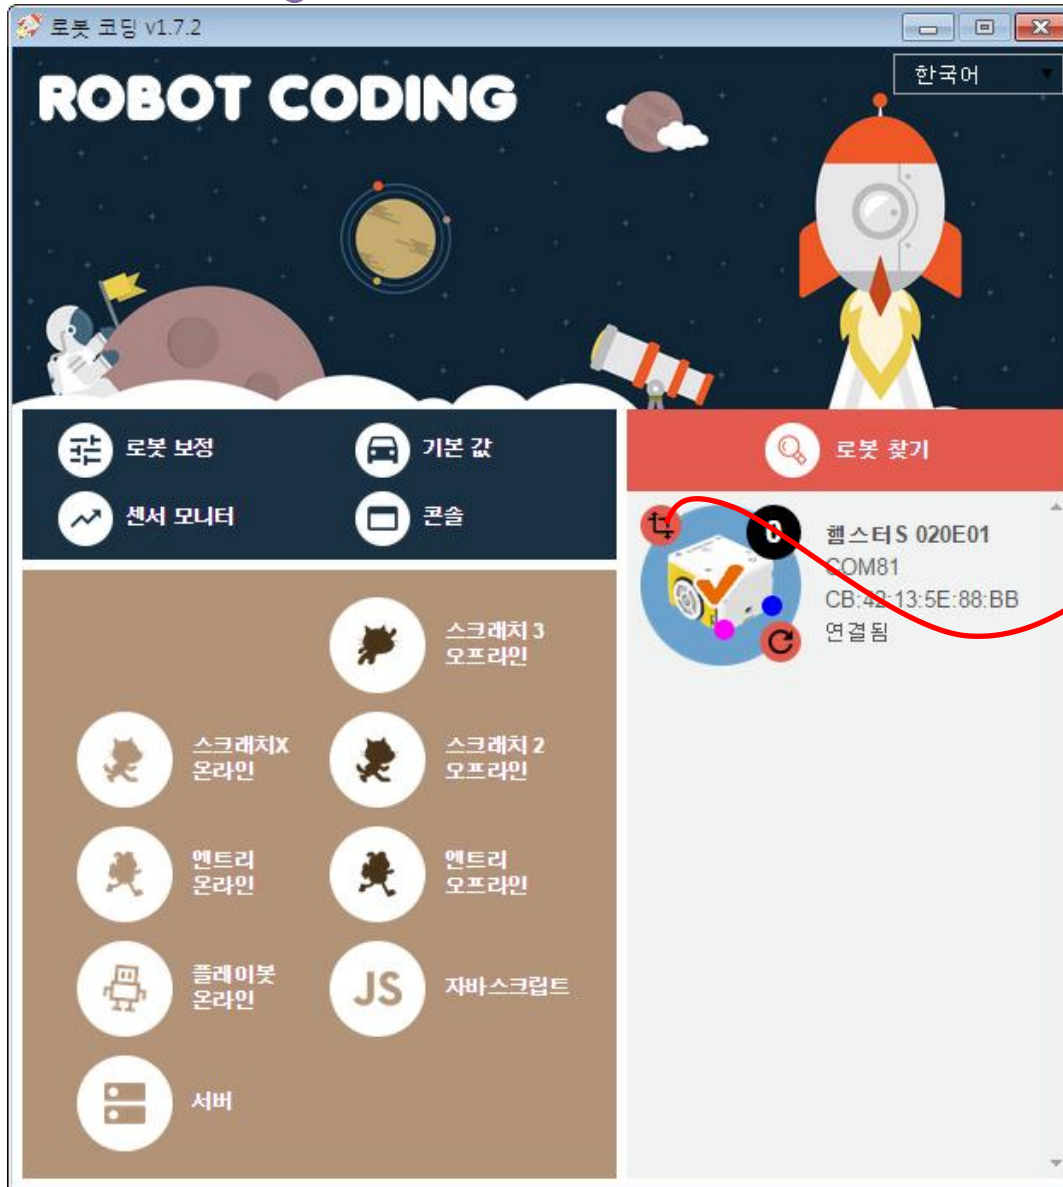 로봇 코딩 v1.7.2
ROBOT CODING
한국어
로봇 보정
기본 값
센서 모니터
콘솔
로봇 찾기
0
햄스터S 020E01
COM81
CB:42:13:5E:88:BB
연결됨
스크래치 3
오프라인
스크래치X
온라인
스크래치 2
오프라인
엔트리
온라인
엔트리
오프라인
플레이봇
온라인
JS
자바스크립트
서버